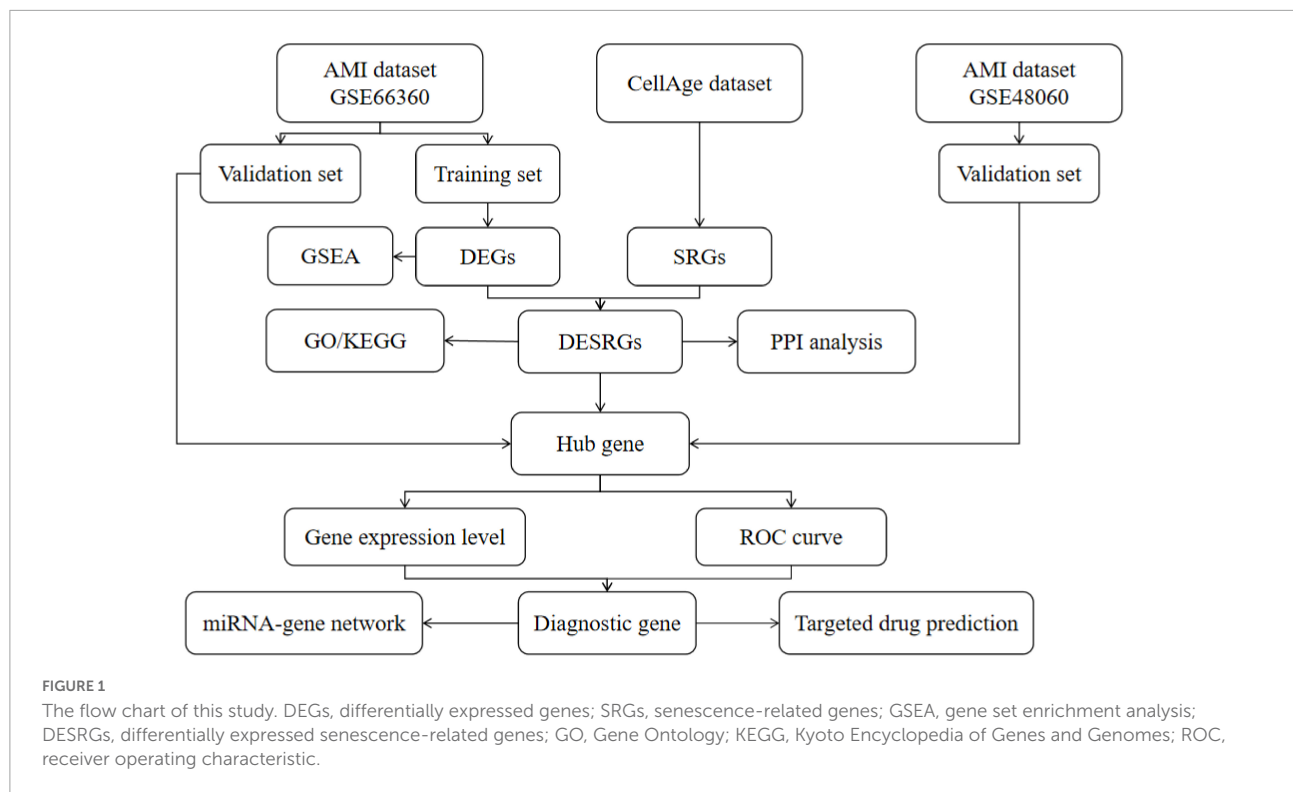 AMI dataset
GSE66360
CellAge dataset
AMI dataset
GSE48060
Validation set
Training set
Validation set
GSEA
DEGs
SRGs
GO/KEGG
DESRGs
PPI analysis
Hub gene
Gene expression level
ROC curve
miRNA-gene network
Diagnostic gene
Targeted drug prediction
FIGURE 1
The flow chart of this study. DEGs, differentially expressed genes; SRGs, senescence-related genes; GSEA, gene set enrichment analysis;
DESRGs, differentially expressed senescence-related genes; GO, Gene Ontology; KEGG, Kyoto Encyclopedia of Genes and Genomes; ROC,
receiver operating characteristic.